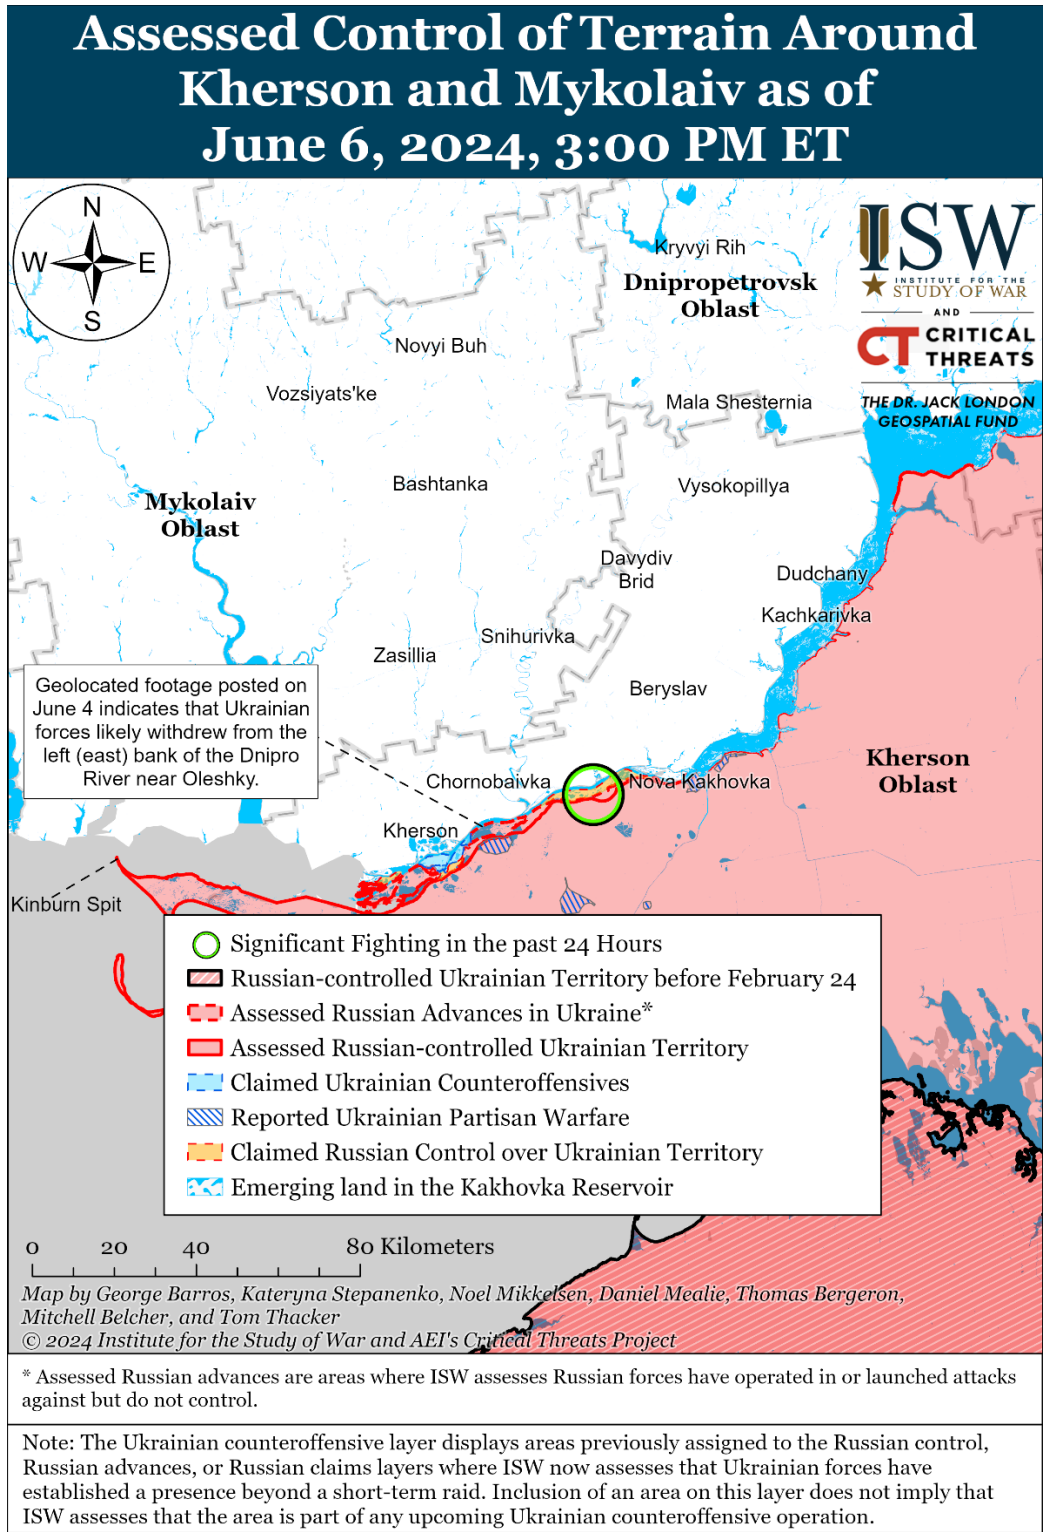 Assessed Control of Terrain Around
Kherson and Mykolaiv as of
June 6, 2024, 3:00 PM ET
N
W
E
S
ISW
INSTITUTE FOR THE
STUDY OF WAR
AND
CT CRITICAL
THREATS
THE DR. JACK LONDON
GEOSPATIAL FUND
Kryvyi Rih
Dnipropetrovsk
Oblast
Novyi Buh
Vozsiyats'ke
Mala Shesternia
Bashtanka
Vysokopillya
Mykolaiv
Oblast
Davydiv
Brid
Dudchany
Kachkarivka
Snihurivka
Zasillia
Beryslav
Geolocated footage posted on
June 4 indicates that Ukrainian
forces likely withdrew from the
left (east) bank of the Dnipro
River near Oleshky.
Kherson
Oblast
Chornobaivka
Nova Kakhovka
Kherson
Kinburn Spit
Significant Fighting in the past 24 Hours
Russian-controlled Ukrainian Territory before February 24
Assessed Russian Advances in Ukraine*
Assessed Russian-controlled Ukrainian Territory
Claimed Ukrainian Counteroffensives
Reported Ukrainian Partisan Warfare
Claimed Russian Control over Ukrainian Territory
Emerging land in the Kakhovka Reservoir
0 20 40 80 Kilometers
Map by George Barros, Kateryna Stepanenko, Noel Mikkelsen, Daniel Mealie, Thomas Bergeron,
Mitchell Belcher, and Tom Thacker
© 2024 Institute for the Study of War and AEI's Critical Threats Project
* Assessed Russian advances are areas where ISW assesses Russian forces have operated in or launched attacks
against but do not control.
Note: The Ukrainian counteroffensive layer displays areas previously assigned to the Russian control,
Russian advances, or Russian claims layers where ISW now assesses that Ukrainian forces have
established a presence beyond a short-term raid. Inclusion of an area on this layer does not imply that
ISW assesses that the area is part of any upcoming Ukrainian counteroffensive operation.